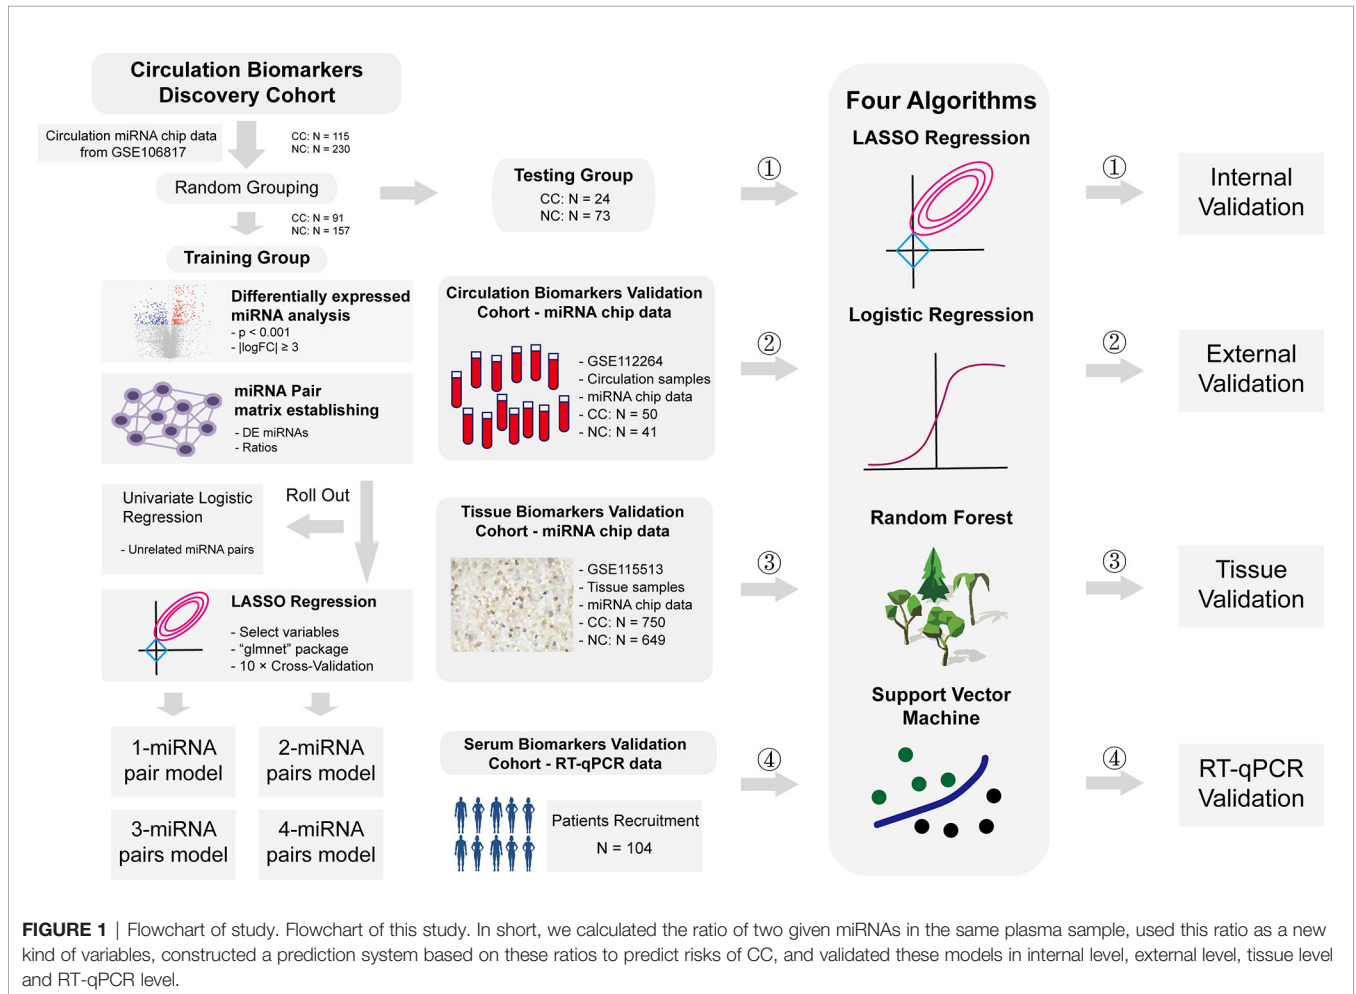 Circulation Biomarkers
Discovery Cohort
Circulation miRNA chip data
from GSE106817
CC: N = 115
NC: N = 230
Random Grouping
CC: N = 91
NC: N = 157
Training Group
Differentially expressed
miRNA analysis
- p < 0.001
- |logFC| ≥ 3
miRNA Pair
matrix establishing
- DE miRNAs
- Ratios
Univariate Logistic
Regression
- Unrelated miRNA pairs
Roll Out
LASSO Regression
- Select variables
- “glmnet” package
- 10 × Cross-Validation
1-miRNA
pair model
2-miRNA
pairs model
3-miRNA
pairs model
4-miRNA
pairs model
Testing Group
CC: N = 24
NC: N = 73
Circulation Biomarkers Validation
Cohort - miRNA chip data
- GSE112264
- Circulation samples
- miRNA chip data
- CC: N = 50
- NC: N = 41
Tissue Biomarkers Validation
Cohort - miRNA chip data
- GSE115513
- Tissue samples
- miRNA chip data
- CC: N = 750
- NC: N = 649
Serum Biomarkers Validation
Cohort - RT-qPCR data
Patients Recruitment
N = 104
①
②
③
④
Four Algorithms
LASSO Regression
Logistic Regression
Random Forest
Support Vector
Machine
①
Internal
Validation
②
External
Validation
③
Tissue
Validation
④
RT-qPCR
Validation
FIGURE 1 | Flowchart of study. Flowchart of this study. In short, we calculated the ratio of two given miRNAs in the same plasma sample, used this ratio as a new
kind of variables, constructed a prediction system based on these ratios to predict risks of CC, and validated these models in internal level, external level, tissue level
and RT-qPCR level.